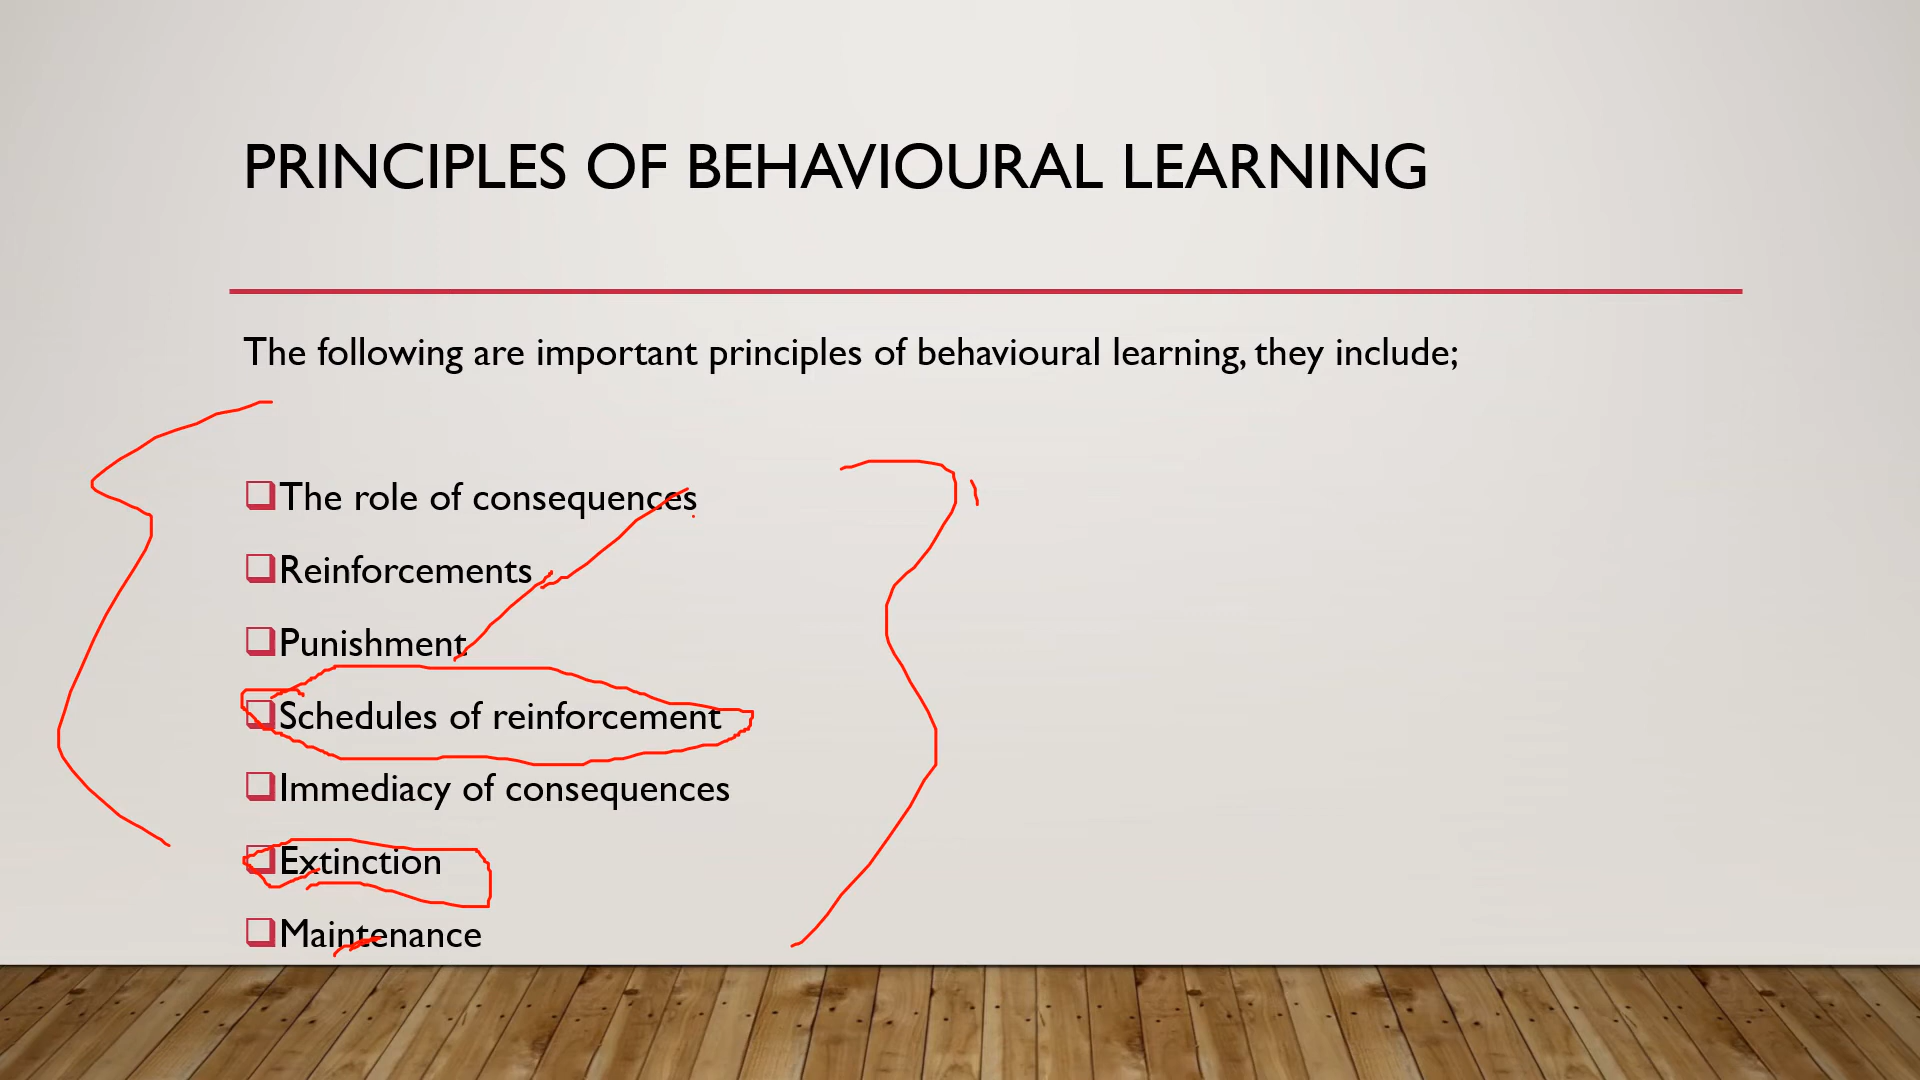 PRINCIPLES OF BEHAVIOURAL LEARNING
The following are important principles of behavioural learning, they include;
The role of consequences
Reinforcements
Punishment
Schedules of reinforcement
Immediacy of consequences
Extinction
Maintenance